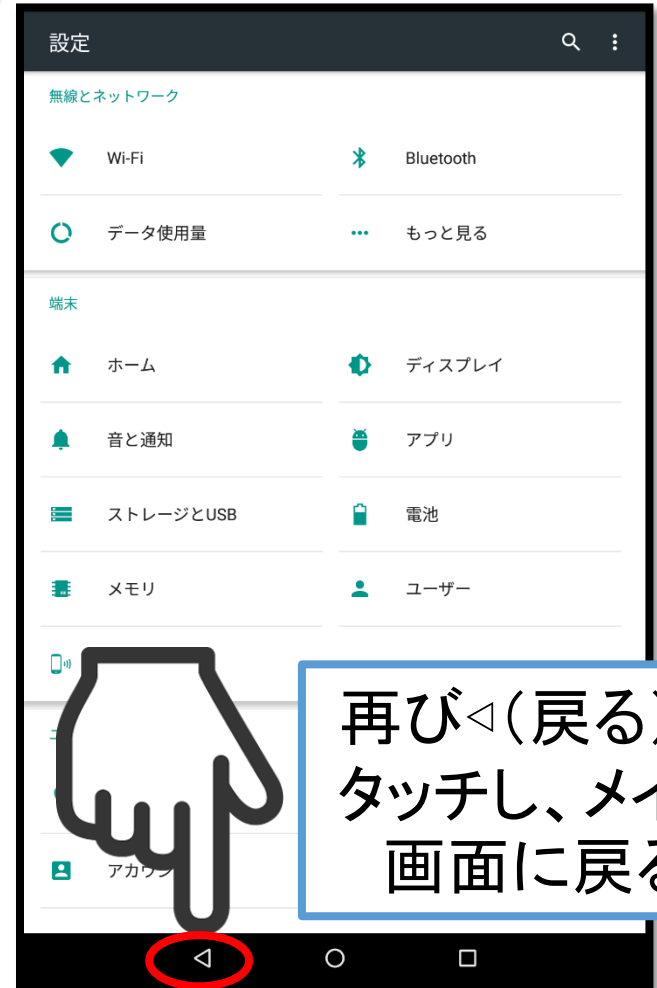 設定
無線とネットワーク
Wi-Fi
Bluetooth
データ使用量
もっと見る
端末
ホーム
ディスプレイ
音と通知
アプリ
ストレージとUSB
電池
メモリ
ユーザー
アカウン
再び◁(戻る)
タッチし、メイ
画面に戻る